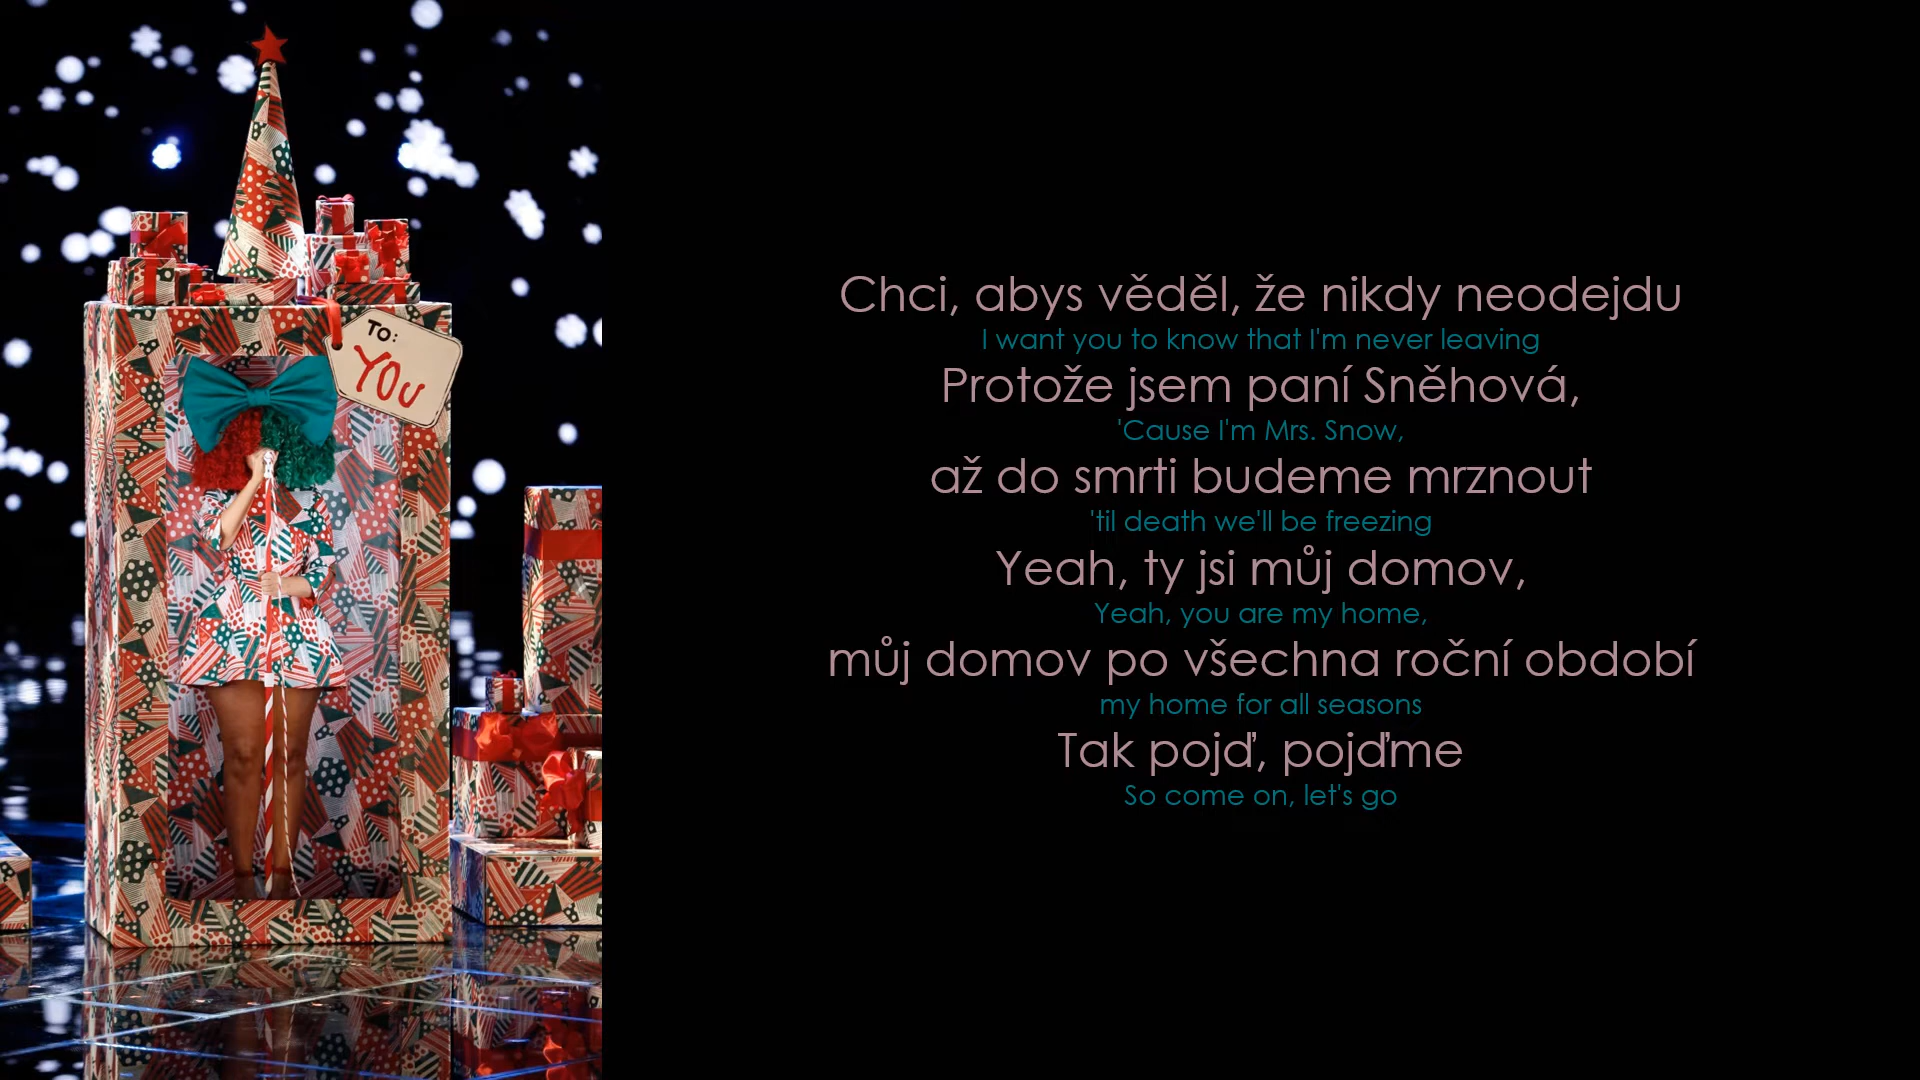 TO:
YOU
Chci, abys věděl, že nikdy neodejdu
I want you to know that I'm never leaving
Protože jsem paní Sněhová,
'Cause I'm Mrs. Snow,
až do smrti budeme mrznout
'til death we'll be freezing
Yeah, ty jsi můj domov,
Yeah, you are my home,
můj domov po všechna roční období
my home for all seasons
Tak pojď, pojďme
So come on, let's go